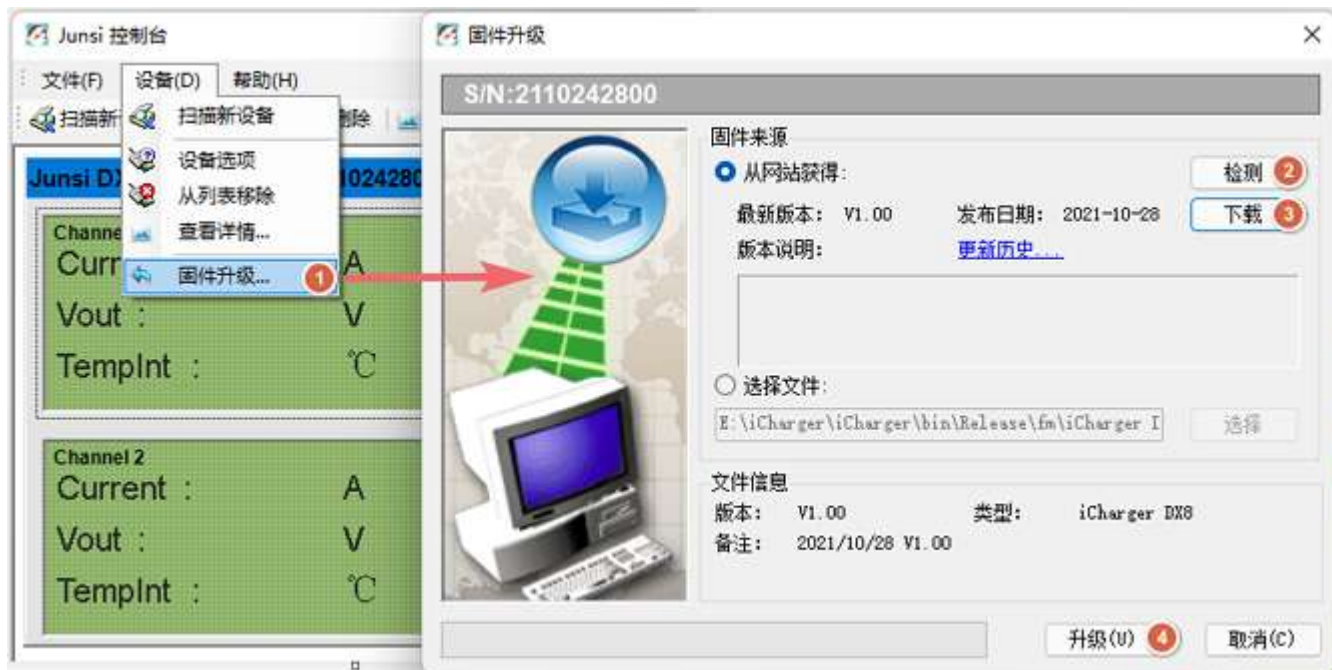 Junsi 控制台
文件(F) 设备(D) 帮助(H)
扫描新 删除
扫描新设备
设备选项
从列表移除
查看详情...
固件升级... 1
Junsi D
1024280
Channe
Curr A
Vout : V
TempInt : ℃
Channel 2
Current : A
Vout : V
TempInt : ℃
固件升级
S/N:2110242800
固件来源
从网站获得: 检测 2
最新版本: V1.00 发布日期: 2021-10-28 下载 3
版本说明: 更新历史...
选择文件:
E:\iCharger\iCharger\bin\Release\fm\iCharger I 选择
文件信息
版本: V1.00 类型: iCharger DX8
备注: 2021/10/28 V1.00
升级(U) 4 取消(C)